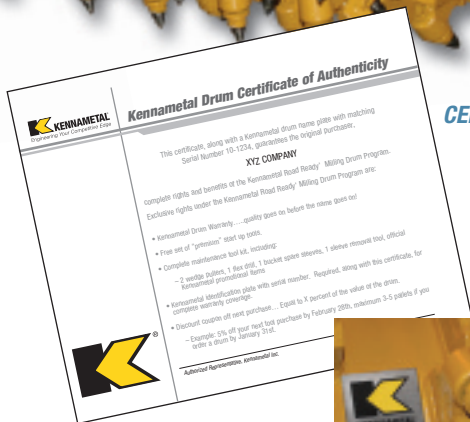 KENNAMETAL
Engineering Your Competitive Edge
Kennametal Drum Certificate of Authenticity
This certificate, along with a Kennametal drum name plate with matching
Serial Number 10-1234, guarantees the original purchaser,
XYZ COMPANY
complete rights and benefits of the Kennametal Road Ready' Milling Drum Program.
Exclusive rights under the Kennametal Road Ready' Milling Drum Program are:
• Kennametal Drum Warranty.....quality goes on before the name goes on!
• Free set of "premium" start up tools.
• Complete maintenance tool kit, including:
– 2 wedge pullers, 1 flex drill, 1 bucket spare sleeves, 1 sleeve removal tool, official
Kennametal promotional items
• Kennametal identification plate with serial number. Required, along with this certificate, for
complete warranty coverage.
• Discount coupon off next purchase.... Equal to X percent of the value of the drum.
– Example: 5% off your next tool purchase by February 28th, maximum 3-5 pallets if you
order a drum by January 31st.
Authorized Representative, Kennametal Inc.
®
CE